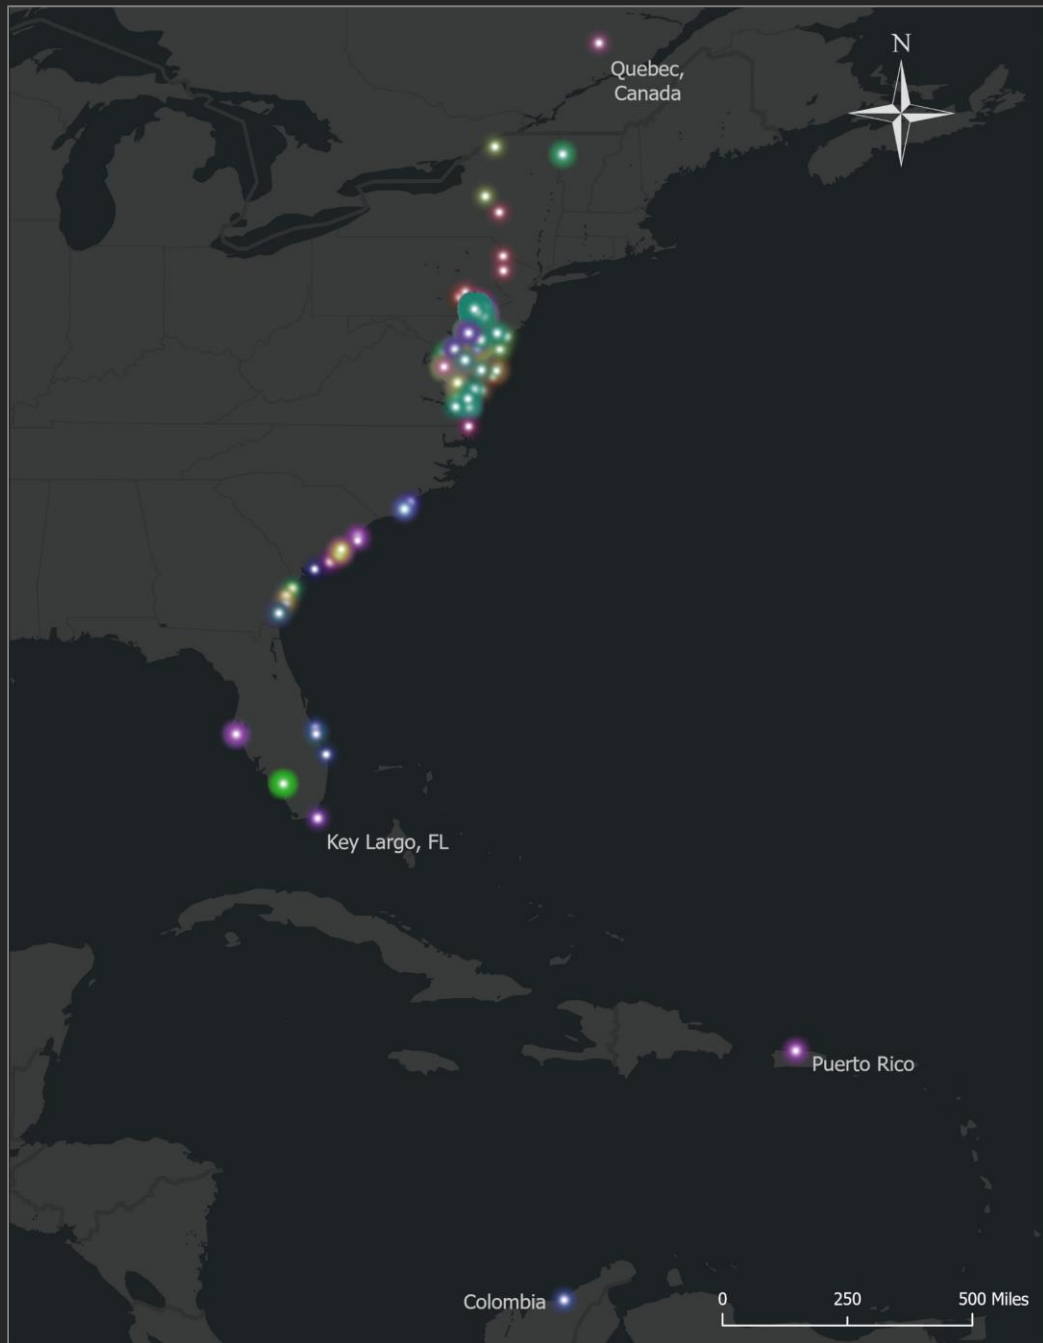 Quebec,
Canada
N
Key Largo, FL
Puerto Rico
Colombia
0 250 500 Miles